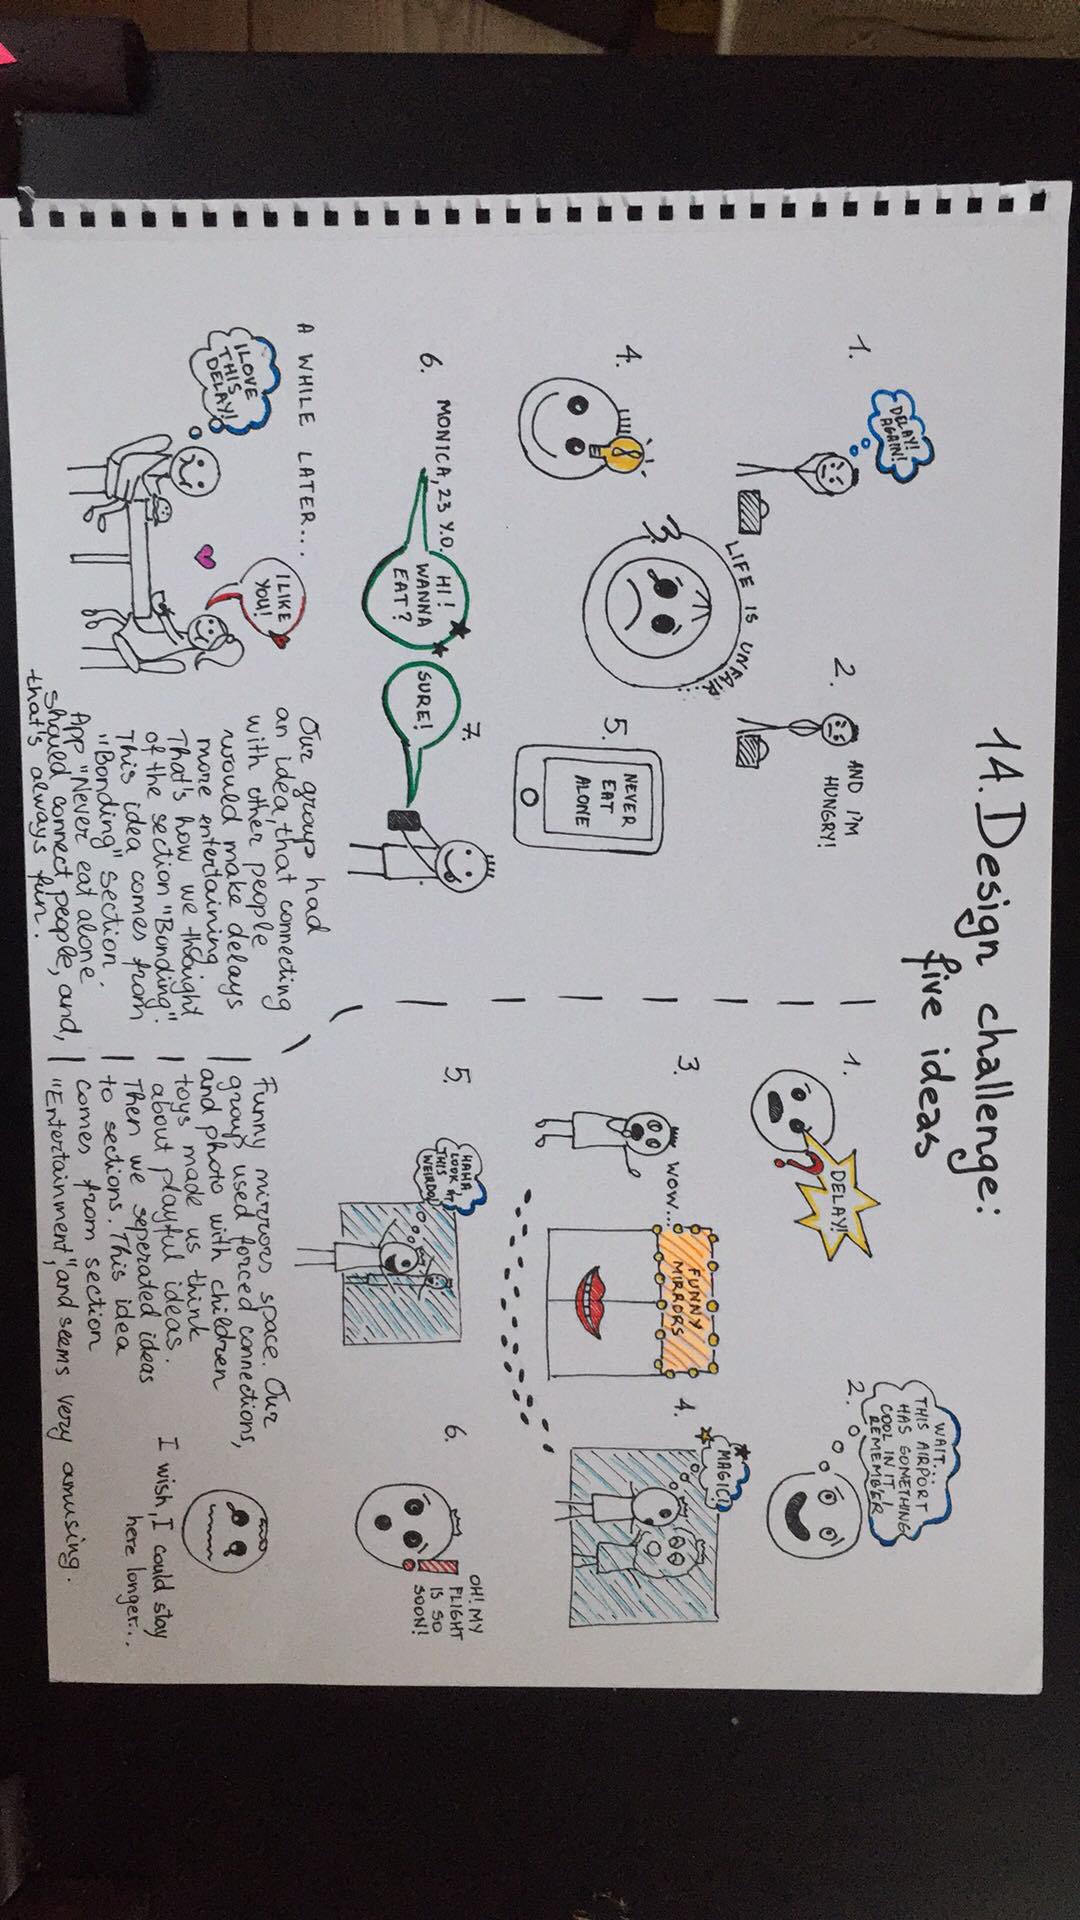 14. Design challenge:
five ideas
1.
DELAY!
AGAIN!
2.
AND I'M
HUNGRY!
3.
LIFE IS UNFAIR
4.
5.
NEVER
EAT
ALONE
6. MONICA, 23 Y.O.
HI!
WANNA
EAT?
7.
SURE!
A WHILE LATER...
I LOVE
THIS
DELAY!
I LIKE
YOU!
Our group had
an idea, that connecting
with other people
would make delays
more entertaining.
That's how we thought
of the section "Bonding".
This idea comes from
"Bonding" section.
App "Never eat alone"
should connect people, and,
that's always fun.
1.
DELAY!
2.
WAIT...
THIS AIRPORT
HAS SOMETHING
COOL IN IT, I
REMEMBER
3.
WOW...
FUNNY
MIRRORS
4.
MAGIC!
5.
HAHA
LOOK AT
THIS
WEIRDO!
6.
OH! MY
FLIGHT
IS SO
SOON!
Funny mirrors space. Our
group used forced connections,
and photo with children
toys made us think
about playful ideas.
Then we seperated ideas
to sections. This idea
comes from section
"Entertainment", and seems very amusing.
I wish, I could stay
here longer...